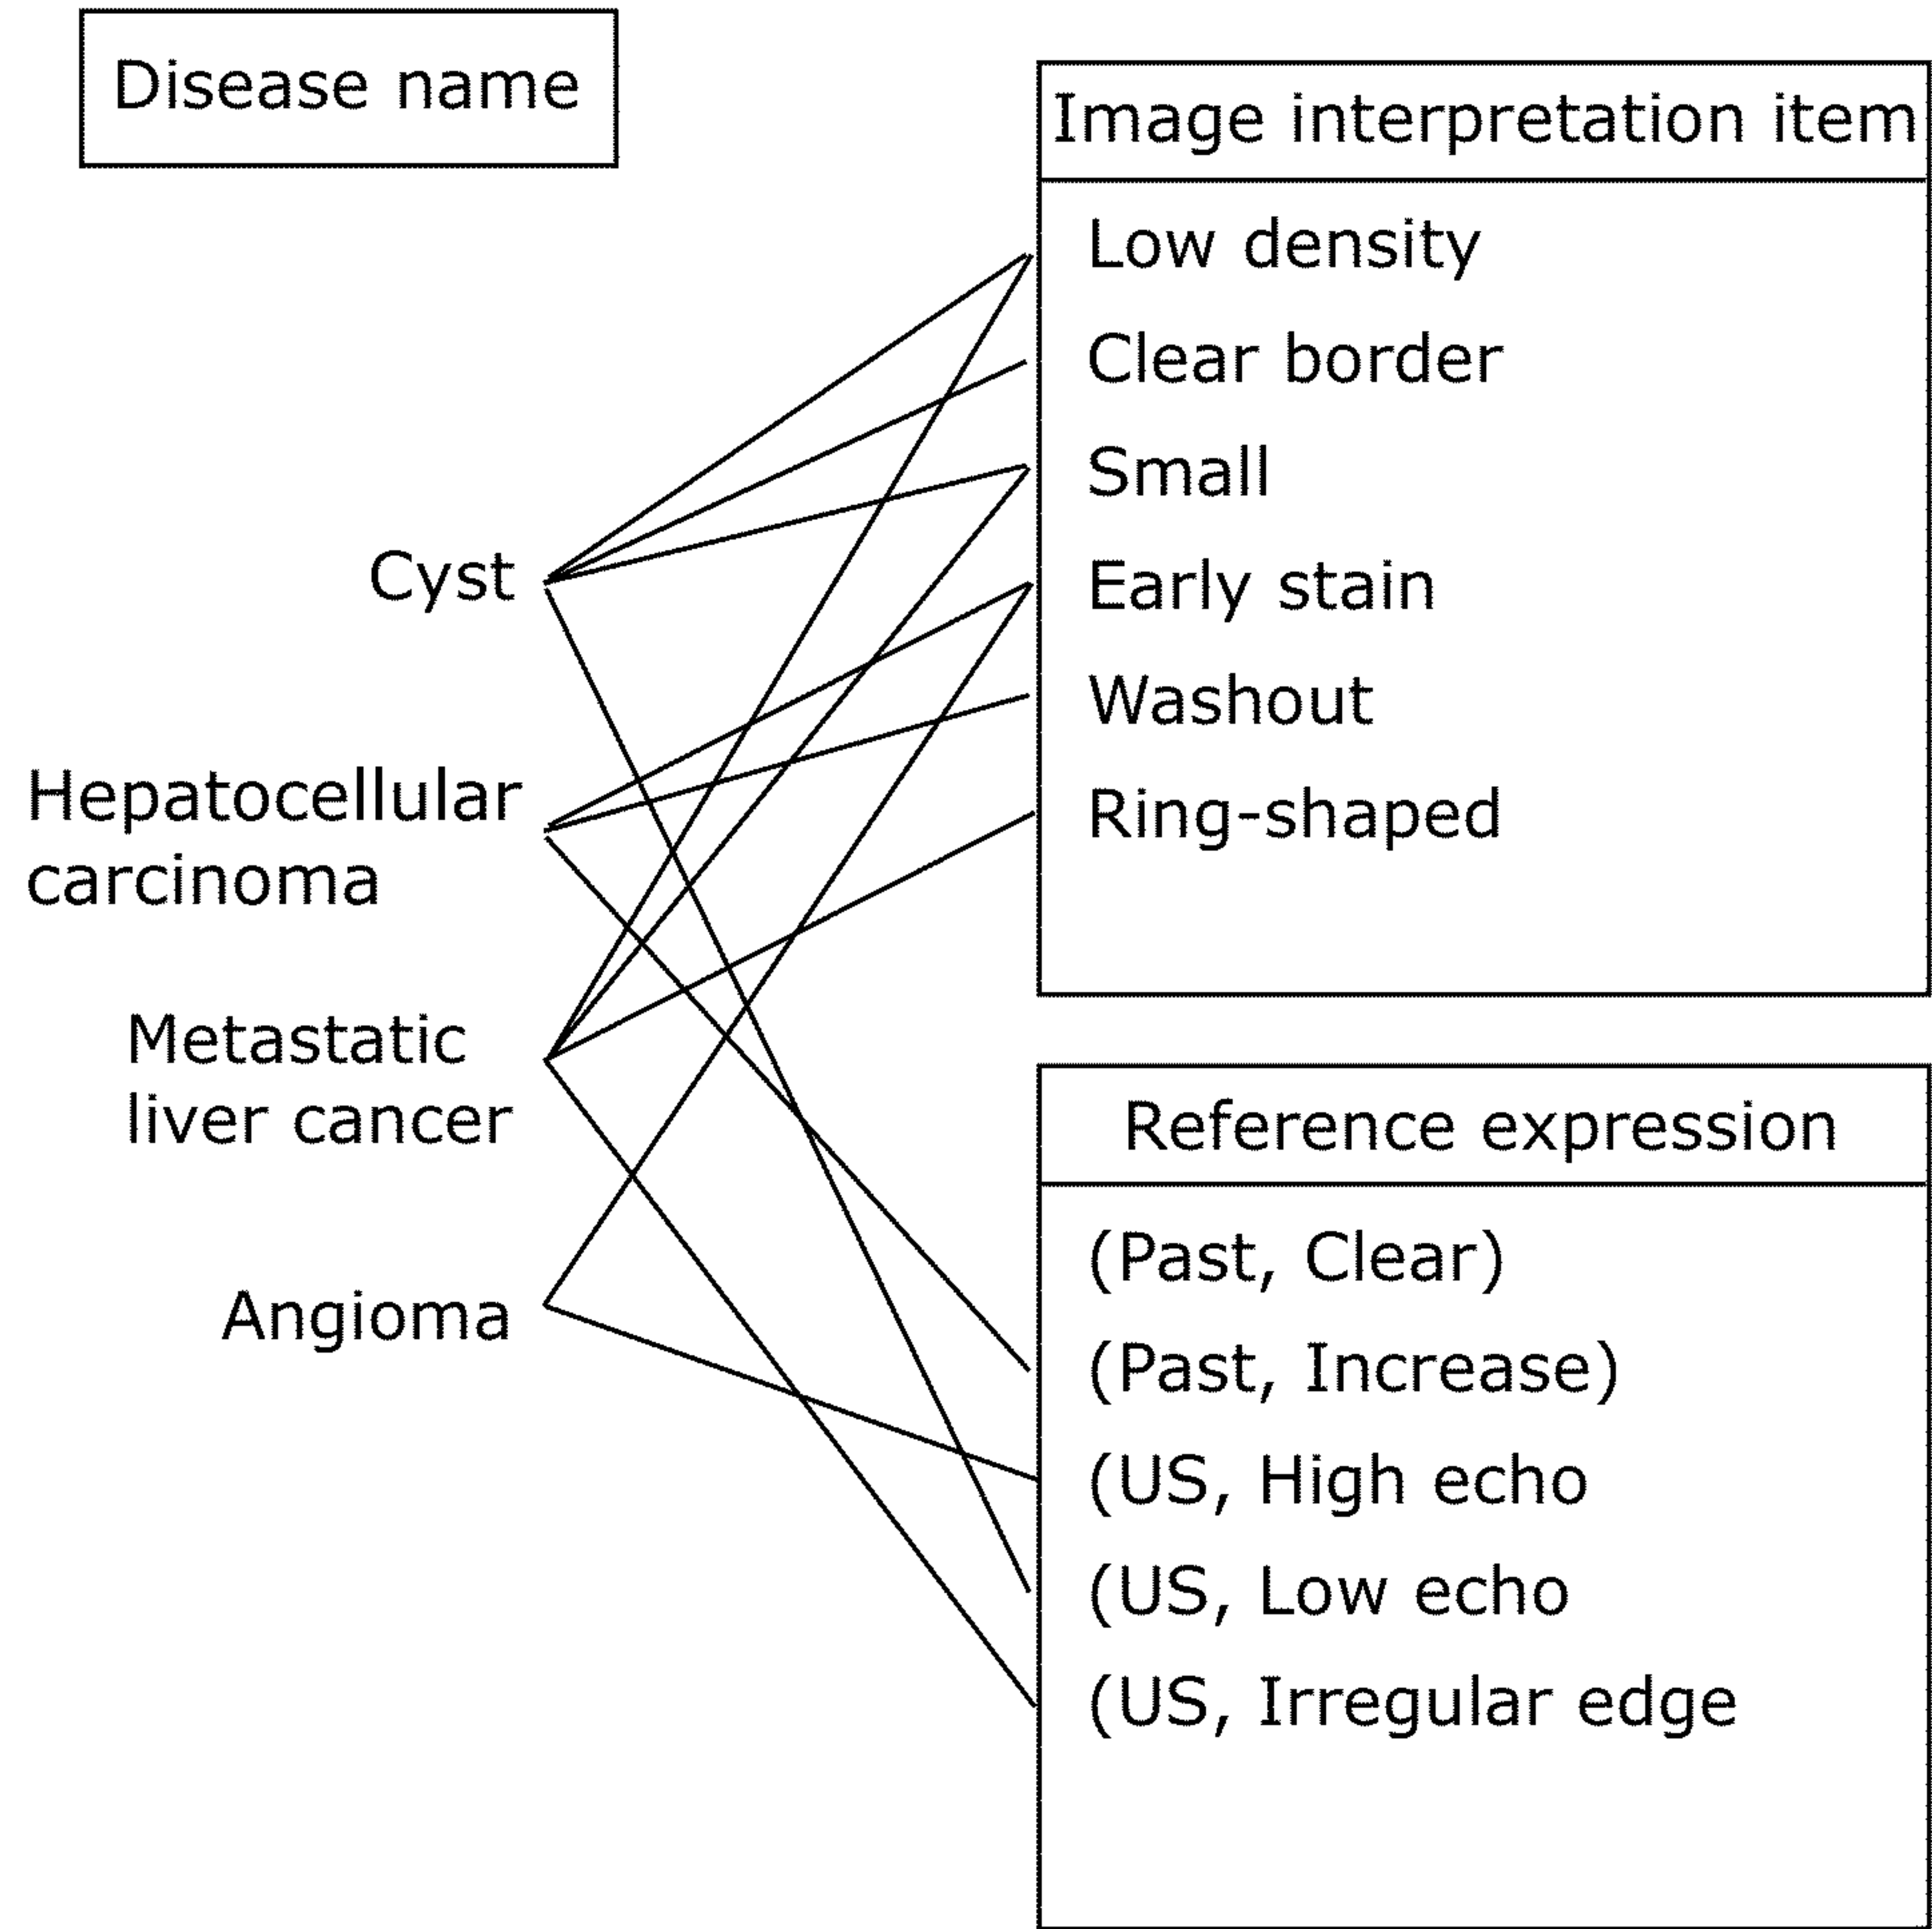 Disease name
Cyst
Hepatocellular
carcinoma
Metastatic
liver cancer
Angioma
Image interpretation item
Low density
Clear border
Small
Early stain
Washout
Ring-shaped
Reference expression
(Past, Clear)
(Past, Increase)
(US, High echo
(US, Low echo
(US, Irregular edge